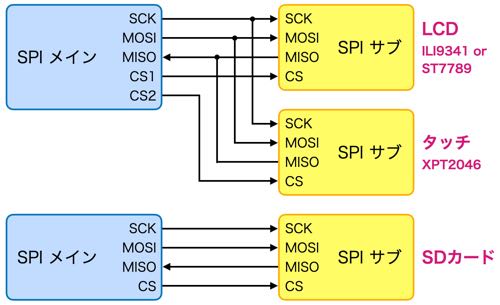 SPI メイン
SCK
MOSI
MISO
CS1
CS2
SCK
MOSI
MISO
CS
SPI サブ
LCD
ILI9341 or
ST7789
SCK
MOSI
MISO
CS
SPI サブ
タッチ
XPT2046
SPI メイン
SCK
MOSI
MISO
CS
SCK
MOSI
MISO
CS
SPI サブ
SDカード